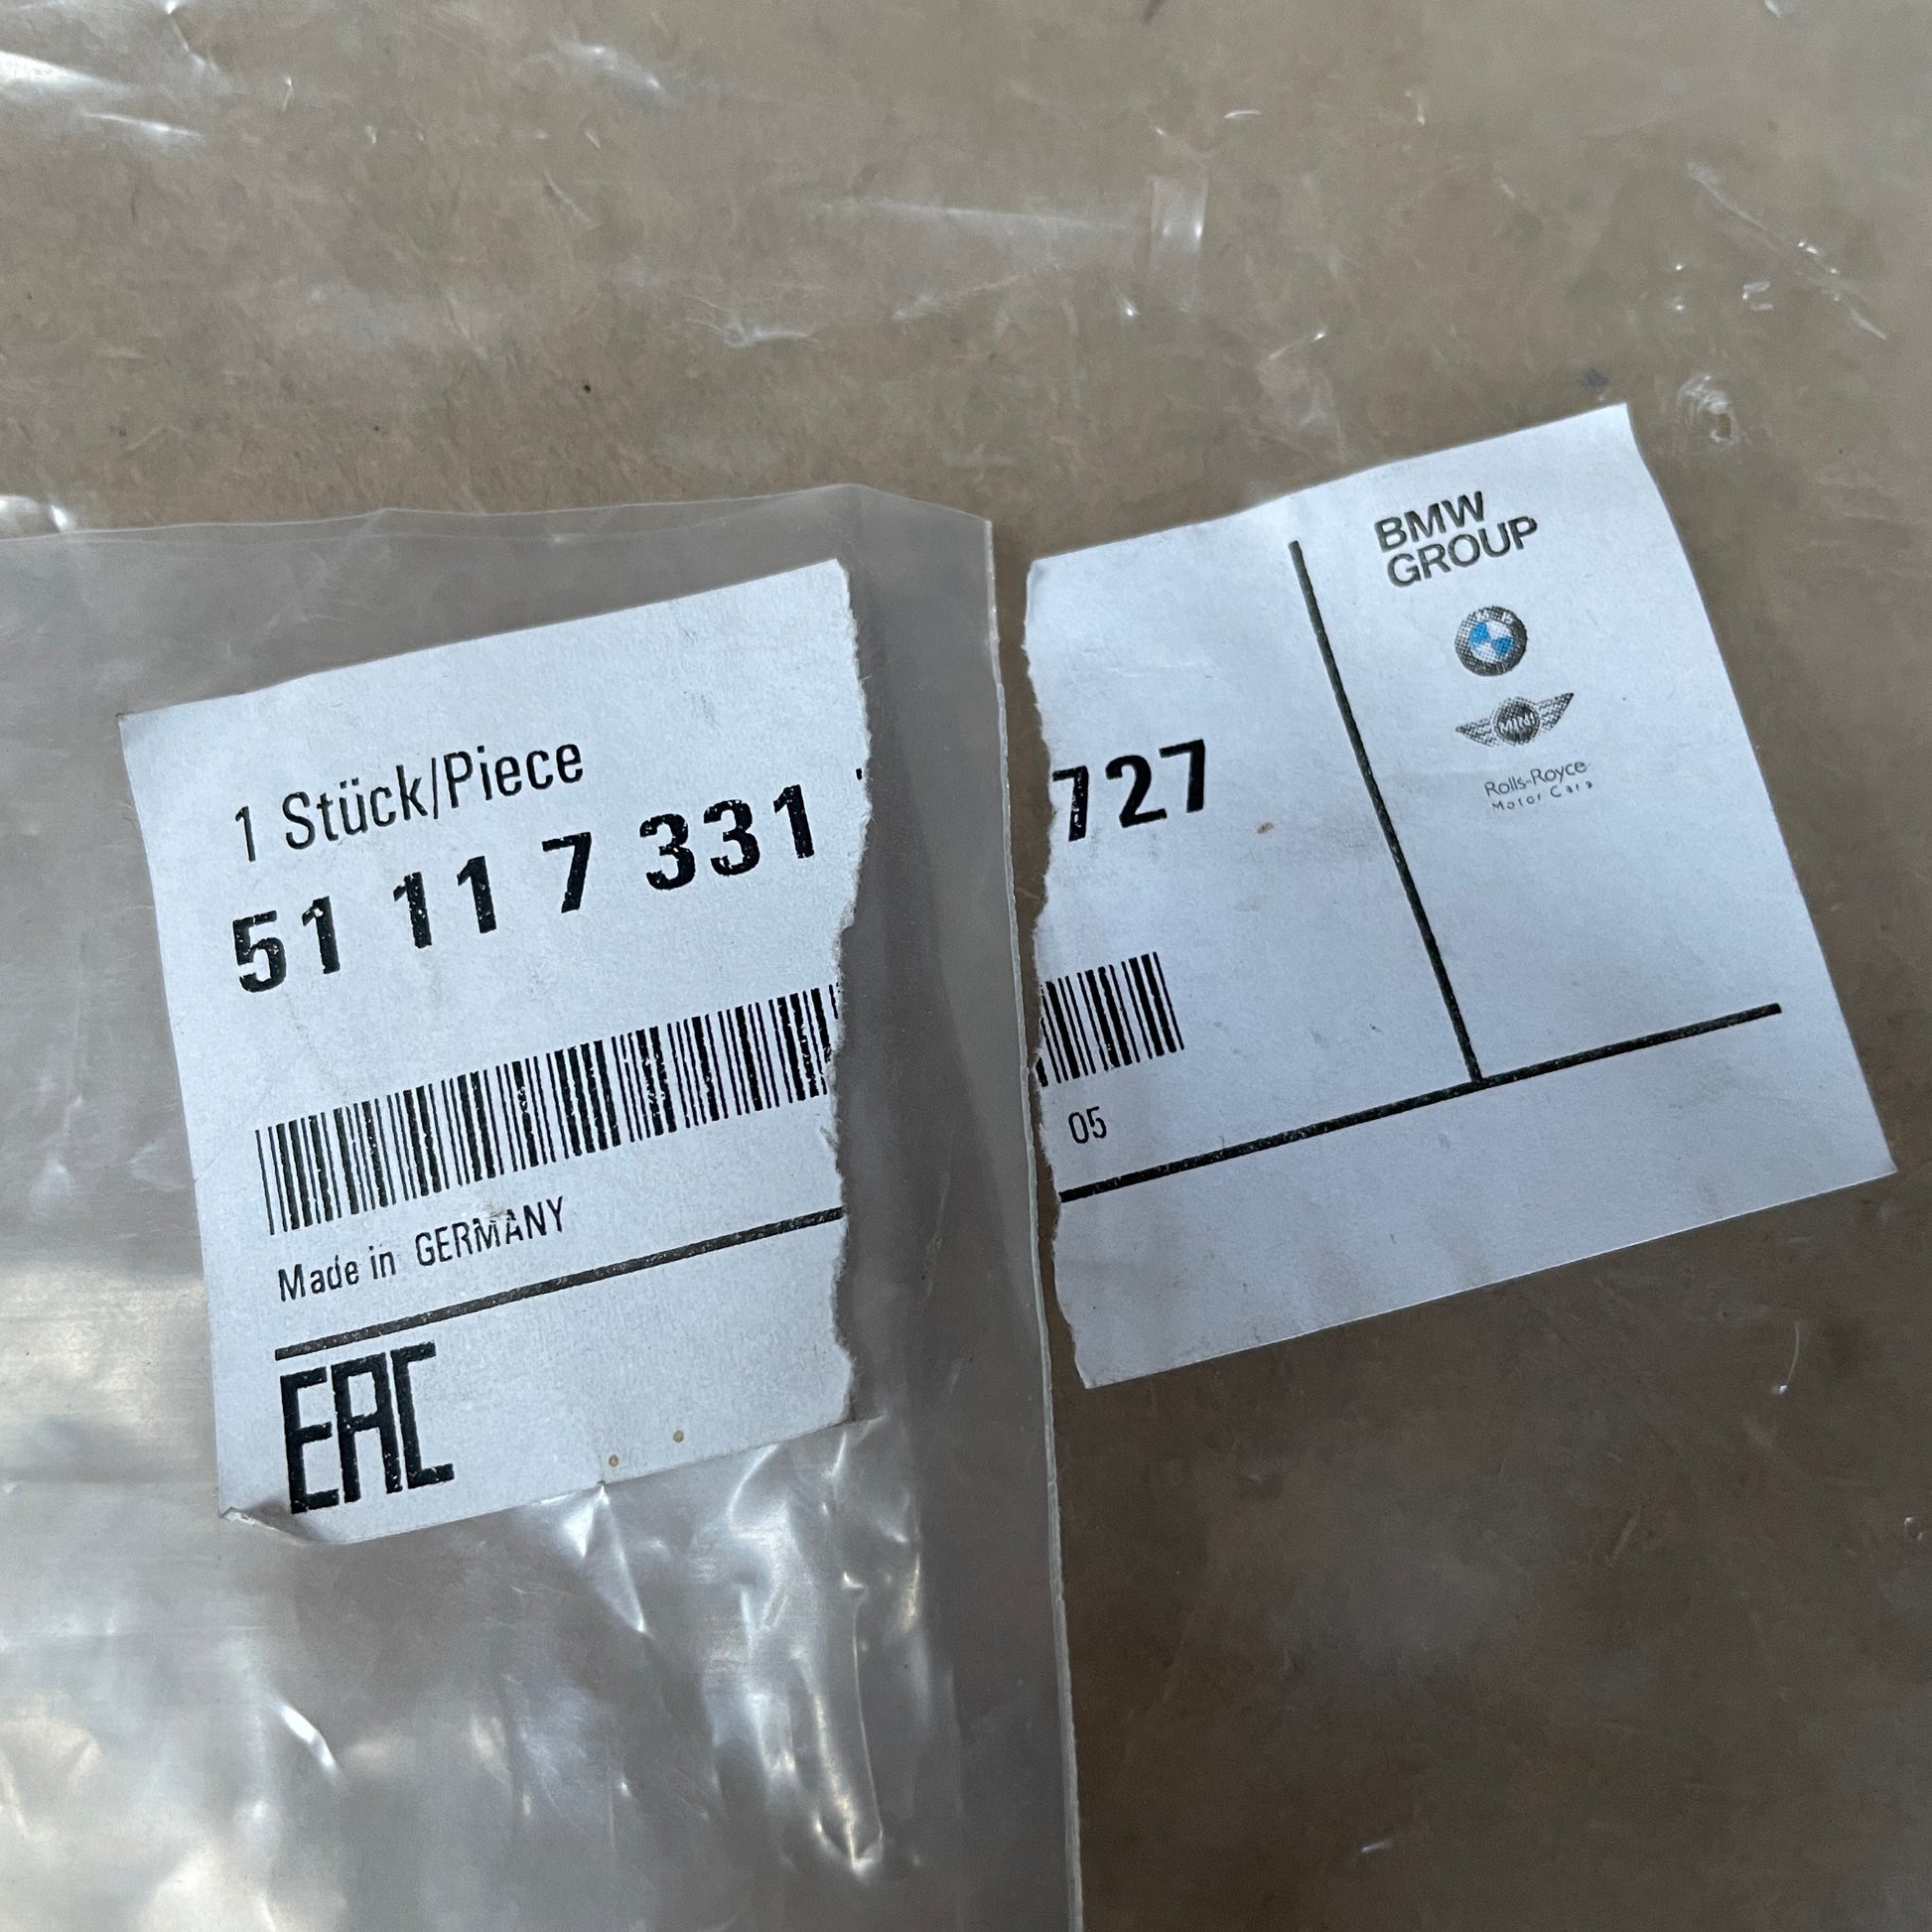 1 Stück/Piece
51 11 7 331 727
Made in GERMANY
05
EAC
BMW
GROUP
MINI
Rolls-Royce
Motor Cars